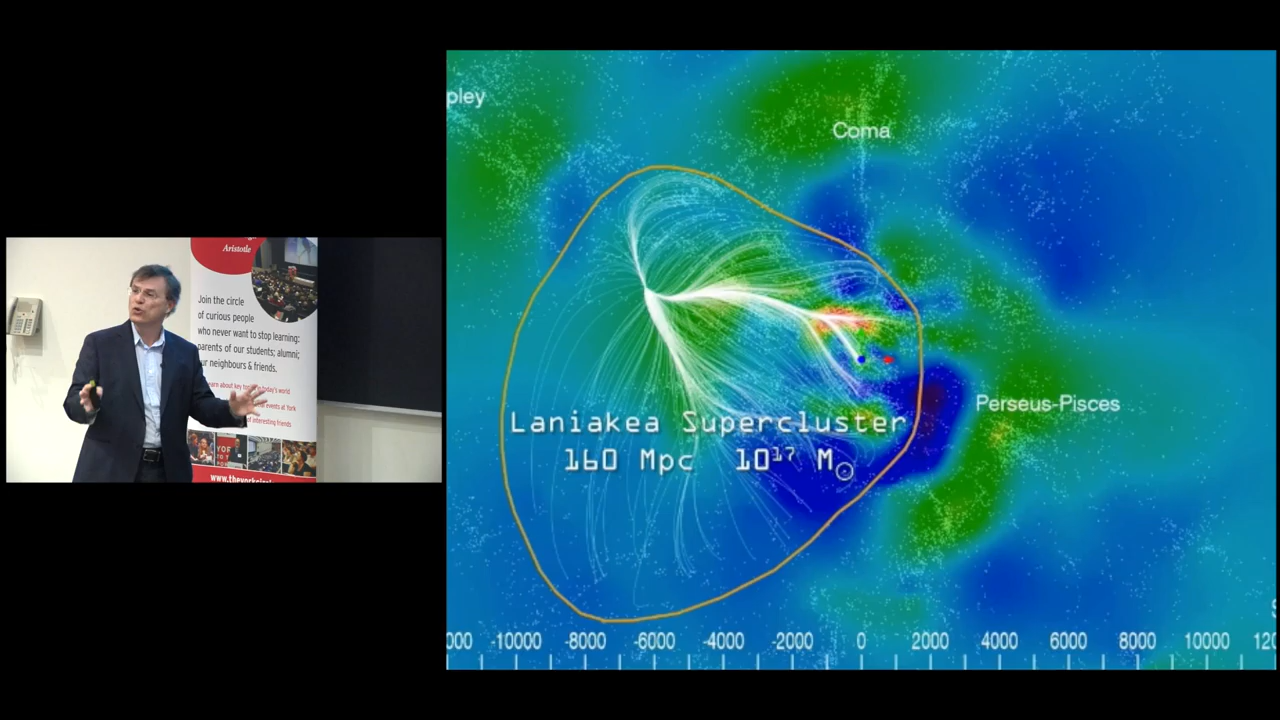 Aristotle
Join the circle
of curious people
who never want to stop learning:
parents of our students; alumni;
our neighbours & friends.
www.theyorkcircl
pley
Coma
Perseus-Pisces
Laniakea Supercluster
160 Mpc 10¹⁷ M☉
000 -10000 -8000 -6000 -4000 -2000 0 2000 4000 6000 8000 10000 120